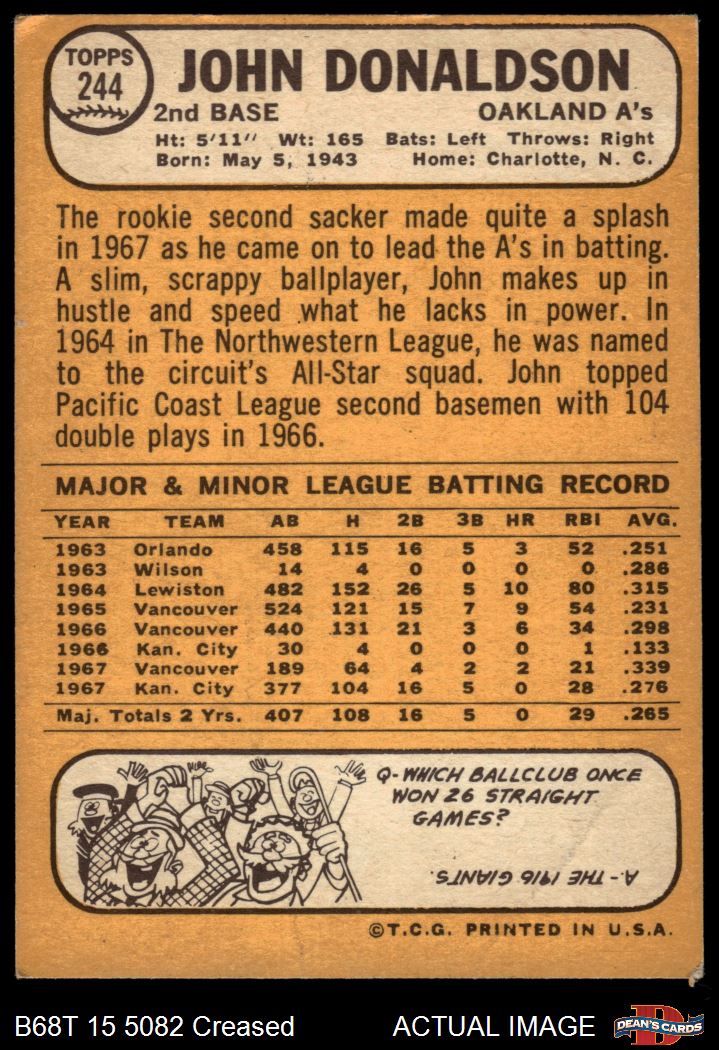 TOPPS
244
JOHN DONALDSON
2nd BASE OAKLAND A's
Ht: 5'11" Wt: 165 Bats: Left Throws: Right
Born: May 5, 1943 Home: Charlotte, N. C.
The rookie second sacker made quite a splash
in 1967 as he came on to lead the A's in batting.
A slim, scrappy ballplayer, John makes up in
hustle and speed what he lacks in power. In
1964 in The Northwestern League, he was named
to the circuit's All-Star squad. John topped
Pacific Coast League second basemen with 104
double plays in 1966.
MAJOR & MINOR LEAGUE BATTING RECORD
YEAR TEAM AB H 2B 3B HR RBI AVG.
1963 Orlando 458 115 16 5 3 52 .251
1963 Wilson 14 4 0 0 0 0 .286
1964 Lewiston 482 152 26 5 10 80 .315
1965 Vancouver 524 121 15 7 9 54 .231
1966 Vancouver 440 131 21 3 6 34 .298
1966 Kan. City 30 4 0 0 0 1 .133
1967 Vancouver 189 64 4 2 2 21 .339
1967 Kan. City 377 104 16 5 0 28 .276
Maj. Totals 2 Yrs. 407 108 16 5 0 29 .265
Q-WHICH BALLCLUB ONCE
WON 26 STRAIGHT
GAMES?
A.-THE 1916 GIANTS.
©T.C.G. PRINTED IN U.S.A.
B68T 15 5082 Creased ACTUAL IMAGE
D
DEAN'S CARDS